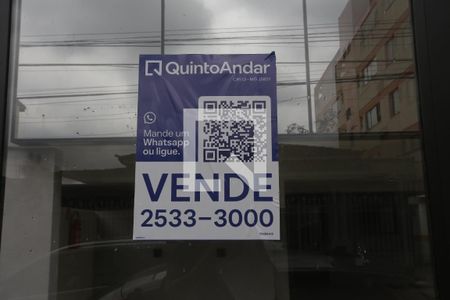 QuintoAndar
Mande um
Whatsapp
ou ligue.
VENDE
2533-3000